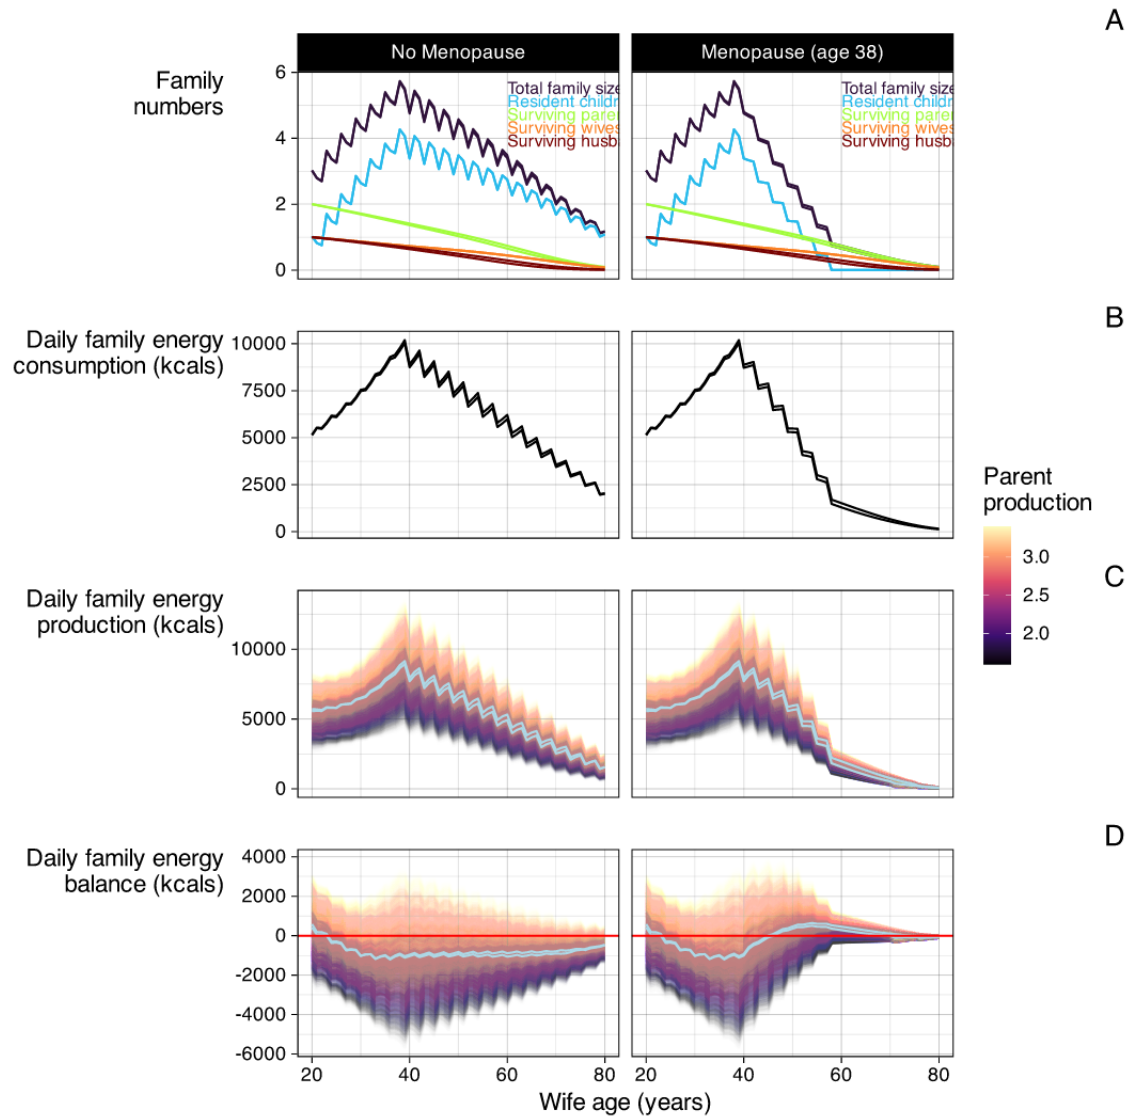 A
No Menopause
Menopause (age 38)
Family
numbers
6
4
2
0
Total family size
Resident childr
Surviving pare
Surviving wives
Surviving husb
Total family size
Resident childr
Surviving pare
Surviving wives
Surviving husb
B
Daily family energy
consumption (kcals)
10000
7500
5000
2500
0
Parent
production
3.0
2.5
2.0
C
Daily family energy
production (kcals)
10000
5000
0
D
Daily family energy
balance (kcals)
4000
2000
0
-2000
-4000
-6000
20 40 60 80 20 40 60 80
Wife age (years)